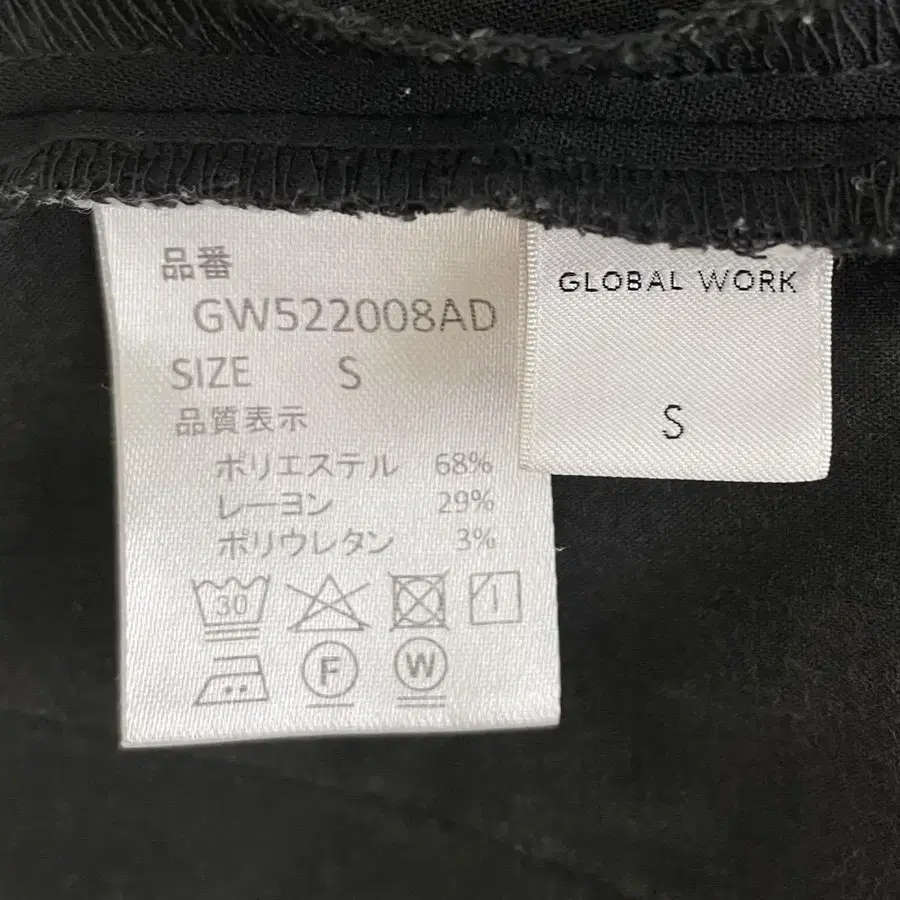 品番
GW522008AD
SIZE S
品質表示
ポリエステル 68%
レーヨン 29%
ポリウレタン 3%
30
F W
GLOBAL WORK
S